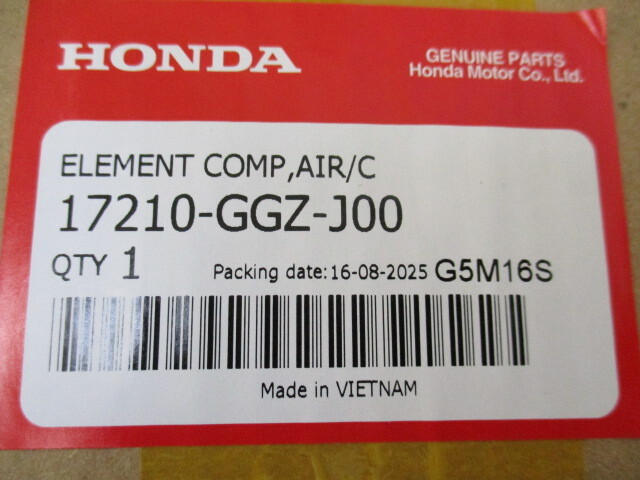 HONDA
GENUINE PARTS
Honda Motor Co., Ltd.
ELEMENT COMP,AIR/C
17210-GGZ-J00
QTY 1 Packing date:16-08-2025 G5M16S
Made in VIETNAM